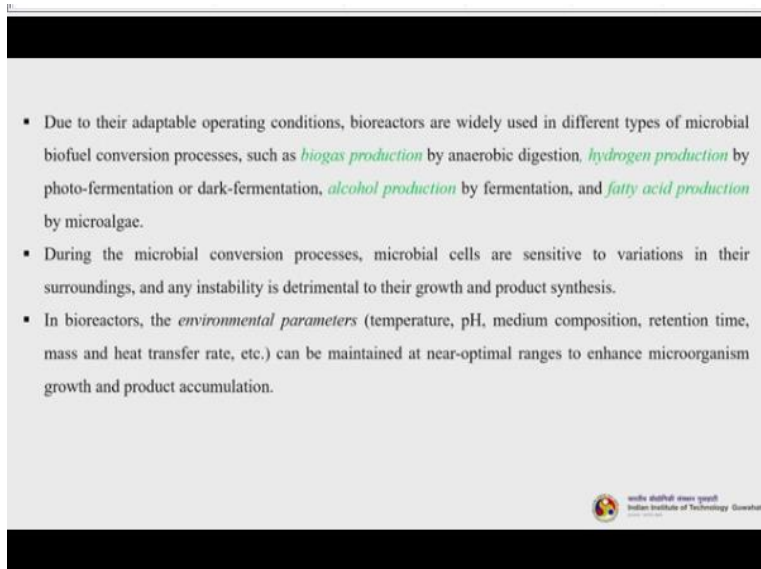 ▪ Due to their adaptable operating conditions, bioreactors are widely used in different types of microbial
biofuel conversion processes, such as biogas production by anaerobic digestion, hydrogen production by
photo-fermentation or dark-fermentation, alcohol production by fermentation, and fatty acid production
by microalgae.
▪ During the microbial conversion processes, microbial cells are sensitive to variations in their
surroundings, and any instability is detrimental to their growth and product synthesis.
▪ In bioreactors, the environmental parameters (temperature, pH, medium composition, retention time,
mass and heat transfer rate, etc.) can be maintained at near-optimal ranges to enhance microorganism
growth and product accumulation.
Indian Institute of Technology Guwahat